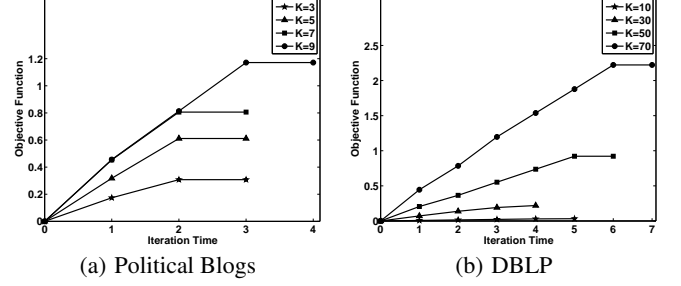 K=3
K=5
K=7
K=9
1.2
1
0.8
0.6
0.4
0.2
0
0 1 2 3 4
Objective Function
Iteration Time
(a) Political Blogs
K=10
K=30
K=50
K=70
2.5
2
1.5
1
0.5
0
0 1 2 3 4 5 6 7
Objective Function
Iteration Time
(b) DBLP